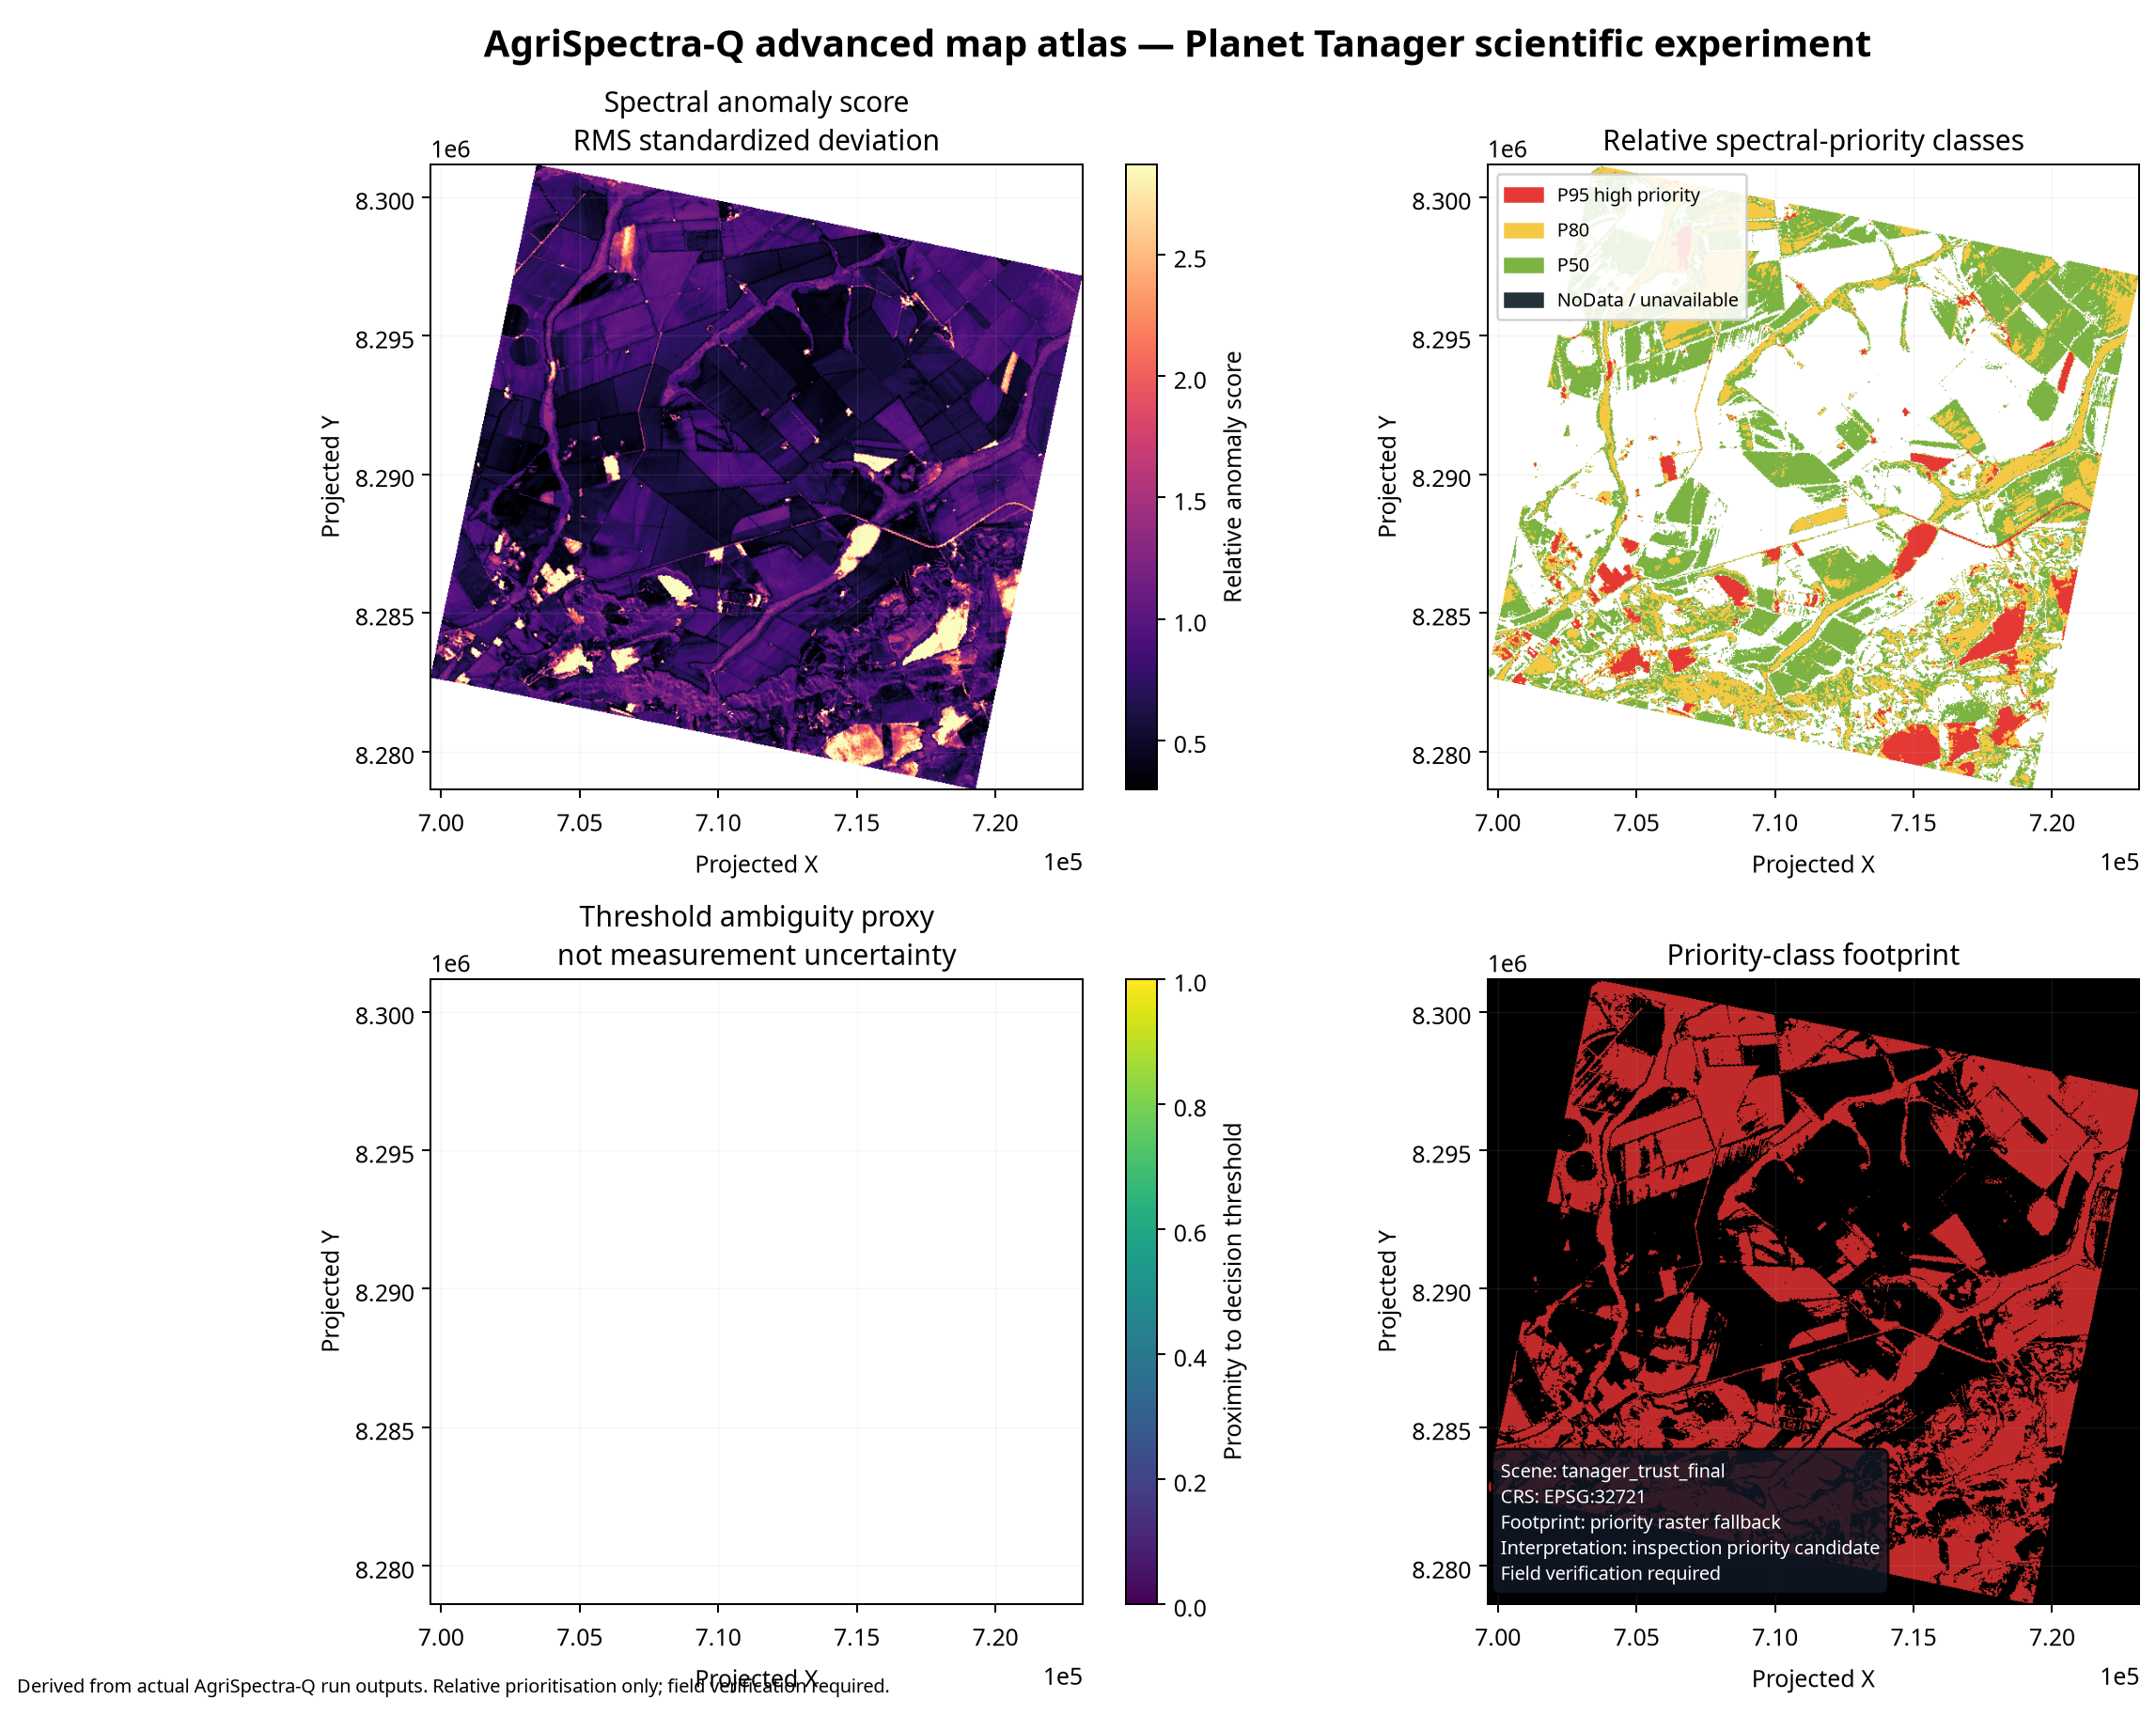 AgriSpectra-Q advanced map atlas — Planet Tanager scientific experiment
Spectral anomaly score
RMS standardized deviation
1e6
8.300
8.295
8.290
8.285
8.280
Projected Y
7.00 7.05 7.10 7.15 7.20
Projected X
1e5
2.5
2.0
1.5
1.0
0.5
Relative anomaly score
Relative spectral-priority classes
1e6
P95 high priority
P80
P50
NoData / unavailable
8.300
8.295
8.290
8.285
8.280
Projected Y
7.00 7.05 7.10 7.15 7.20
Projected X
1e5
Threshold ambiguity proxy
not measurement uncertainty
1e6
8.300
8.295
8.290
8.285
8.280
Projected Y
7.00 7.05 7.10 7.15 7.20
Projected X
1e5
1.0
0.8
0.6
0.4
0.2
0.0
Proximity to decision threshold
Priority-class footprint
1e6
8.300
8.295
8.290
8.285
8.280
Projected Y
Scene: tanager_trust_final
CRS: EPSG:32721
Footprint: priority raster fallback
Interpretation: inspection priority candidate
Field verification required
7.00 7.05 7.10 7.15 7.20
Projected X
1e5
Derived from actual AgriSpectra-Q run outputs. Relative prioritisation only; field verification required.